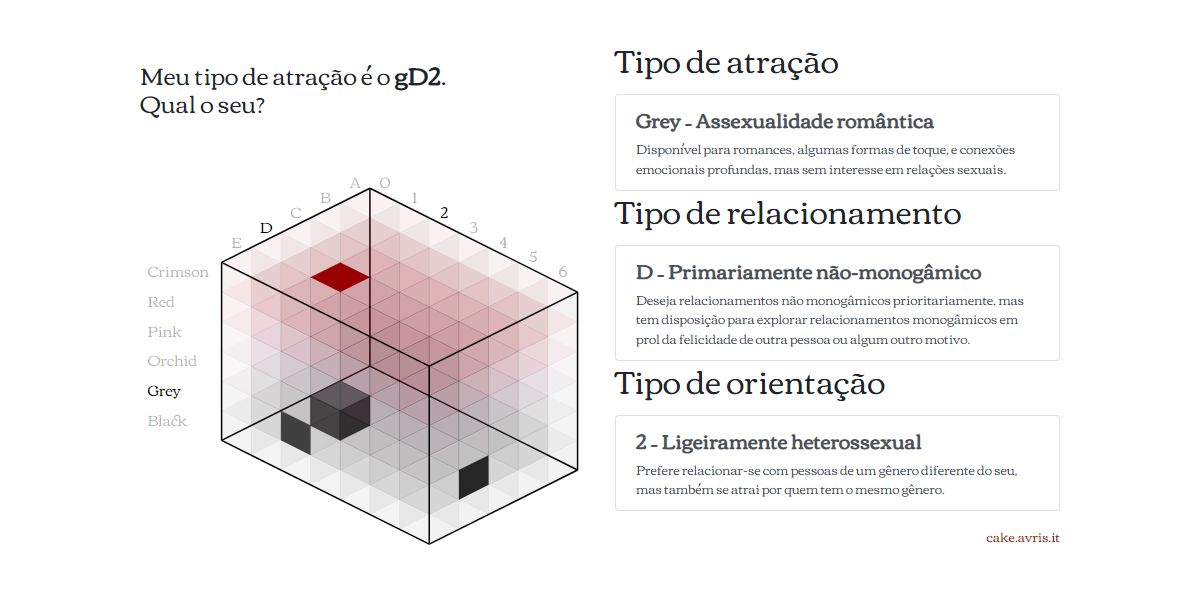 Meu tipo de atração é o gD2.
Qual o seu?
A O
B 1
C 2
D 3
E 4
5
6
Crimson
Red
Pink
Orchid
Grey
Black
Tipo de atração
Grey - Assexualidade romântica
Disponível para romances, algumas formas de toque, e conexões
emocionais profundas, mas sem interesse em relações sexuais.
Tipo de relacionamento
D - Primariamente não-monogâmico
Deseja relacionamentos não monogâmicos prioritariamente, mas
tem disposição para explorar relacionamentos monogâmicos em
prol da felicidade de outra pessoa ou algum outro motivo.
Tipo de orientação
2 - Ligeiramente heterossexual
Prefere relacionar-se com pessoas de um gênero diferente do seu,
mas também se atrai por quem tem o mesmo gênero.
cake.avris.it